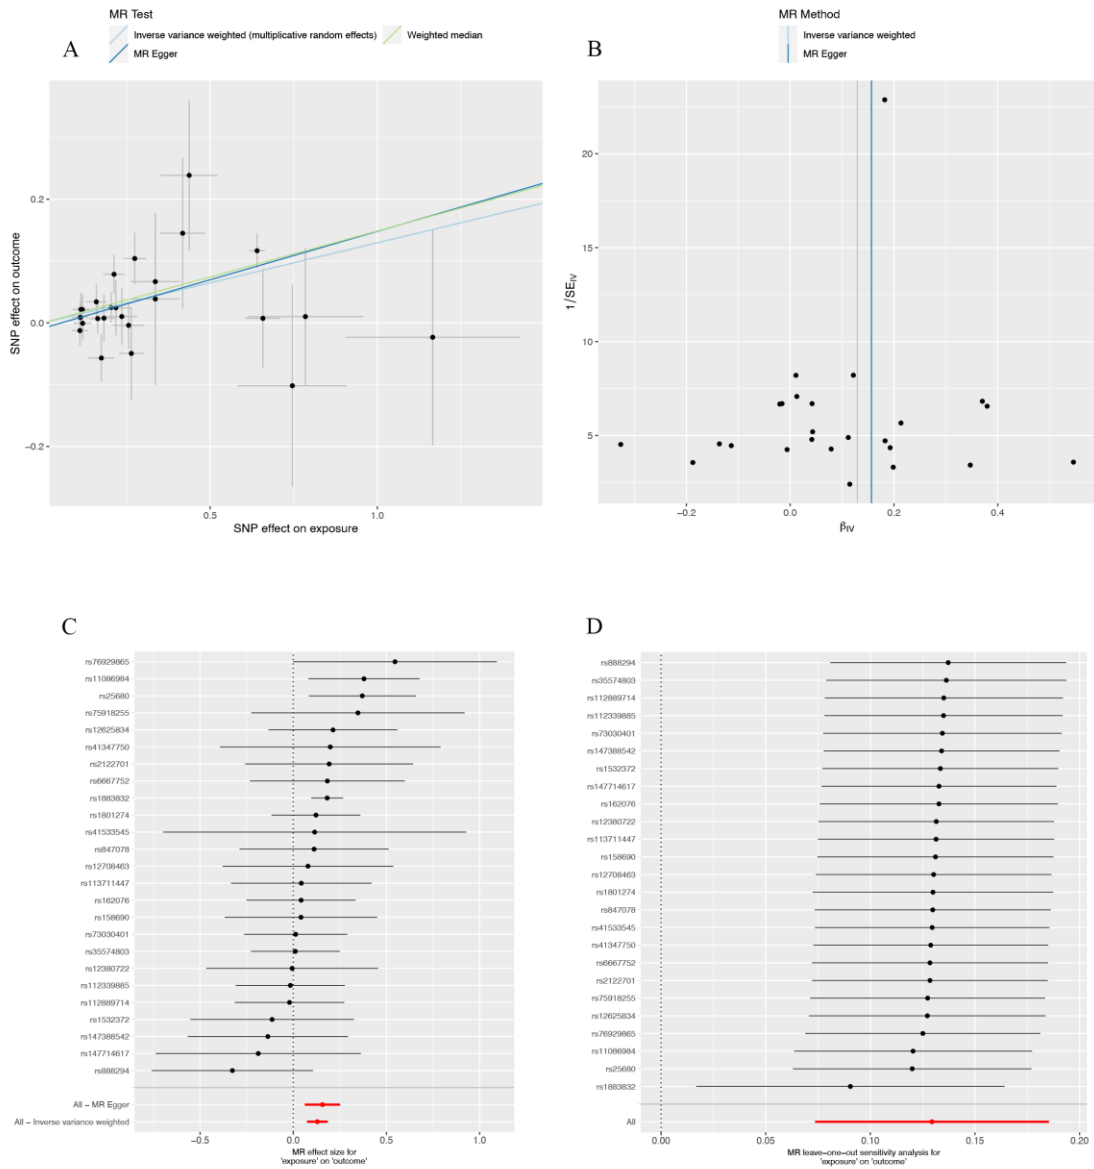 MR Test
Inverse variance weighted (multiplicative random effects)
Weighted median
MR Egger
A
0.2
0.0
−0.2
SNP effect on outcome
0.5
1.0
SNP effect on exposure
MR Method
Inverse variance weighted
MR Egger
B
20
15
10
5
1/SEIV
−0.2
0.0
0.2
0.4
βIV
C
rs76929865
rs11086984
rs25680
rs75918255
rs12625834
rs41347750
rs2122701
rs6667752
rs1883832
rs1801274
rs41533545
rs847078
rs12708463
rs113711447
rs162076
rs158690
rs73030401
rs35574803
rs12380722
rs112339885
rs112889714
rs1532372
rs147388542
rs147714617
rs888294
All − MR Egger
All − Inverse variance weighted
−0.5
0.0
0.5
1.0
MR effect size for
'exposure' on 'outcome'
D
rs888294
rs35574803
rs112889714
rs112339885
rs73030401
rs147388542
rs1532372
rs147714617
rs162076
rs12380722
rs113711447
rs158690
rs12708463
rs1801274
rs847078
rs41533545
rs41347750
rs6667752
rs2122701
rs75918255
rs12625834
rs76929865
rs11086984
rs25680
rs1883832
All
0.00
0.05
0.10
0.15
0.20
MR leave−one−out sensitivity analysis for
'exposure' on 'outcome'